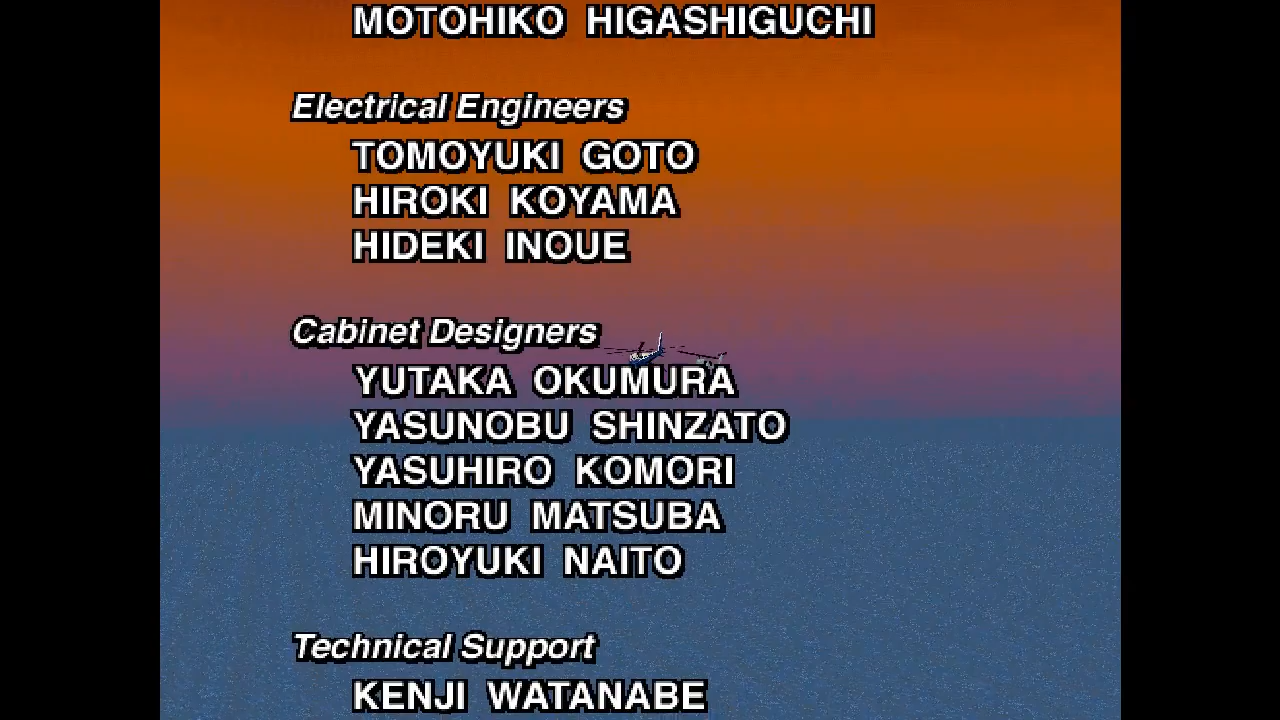 MOTOHIKO HIGASHIGUCHI
Electrical Engineers
TOMOYUKI GOTO
HIROKI KOYAMA
HIDEKI INOUE
Cabinet Designers
YUTAKA OKUMURA
YASUNOBU SHINZATO
YASUHIRO KOMORI
MINORU MATSUBA
HIROYUKI NAITO
Technical Support
KENJI WATANABE